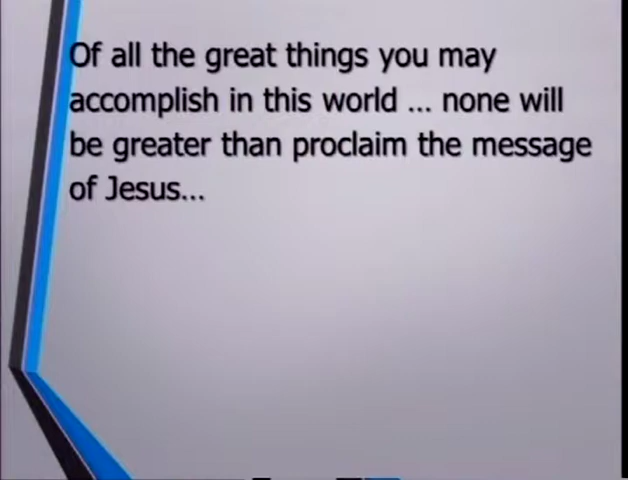 Of all the great things you may
accomplish in this world ... none will
be greater than proclaim the message
of Jesus...